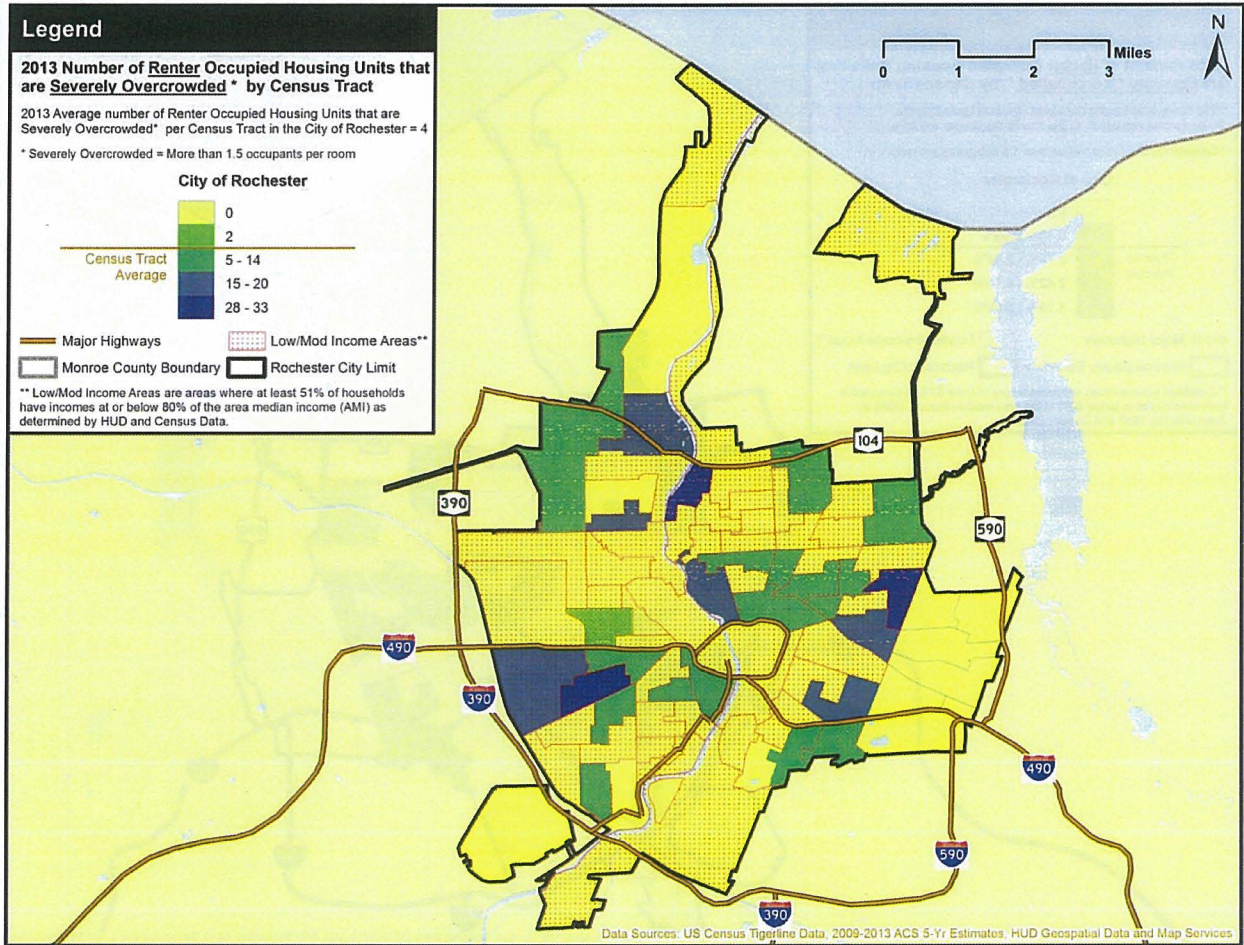 Legend
2013 Number of Renter Occupied Housing Units that
are Severely Overcrowded * by Census Tract
2013 Average number of Renter Occupied Housing Units that are
Severely Overcrowded* per Census Tract in the City of Rochester = 4
* Severely Overcrowded = More than 1.5 occupants per room
City of Rochester
0
2
Census Tract
Average
5 - 14
15 - 20
28 - 33
Major Highways
Low/Mod Income Areas**
Monroe County Boundary
Rochester City Limit
** Low/Mod Income Areas are areas where at least 51% of households
have incomes at or below 80% of the area median income (AMI) as
determined by HUD and Census Data.
N
Miles
0 1 2 3
104
390
590
490
390
490
590
390
Data Sources: US Census Tigerline Data, 2009-2013 ACS 5-Yr Estimates, HUD Geospatial Data and Map Services